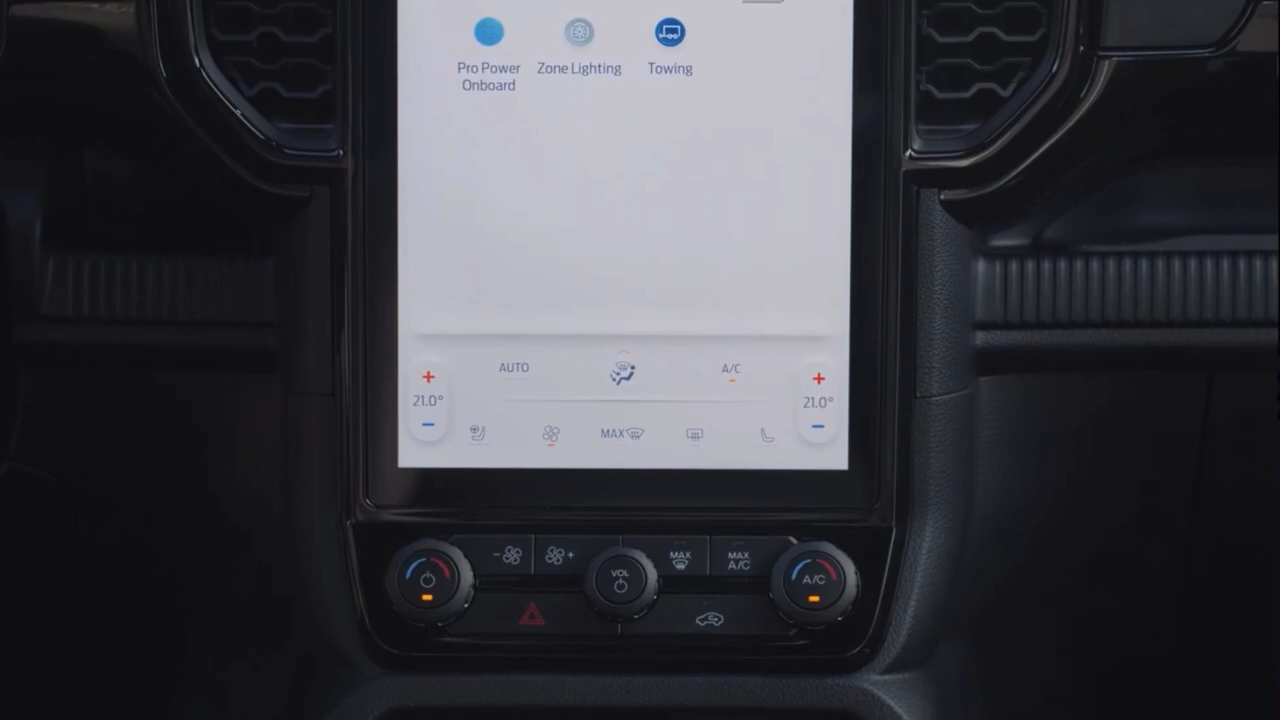 Pro Power
Onboard
Zone Lighting
Towing
AUTO
A/C
21.0°
21.0°
MAX
VOL
MAX
MAX
A/C
A/C